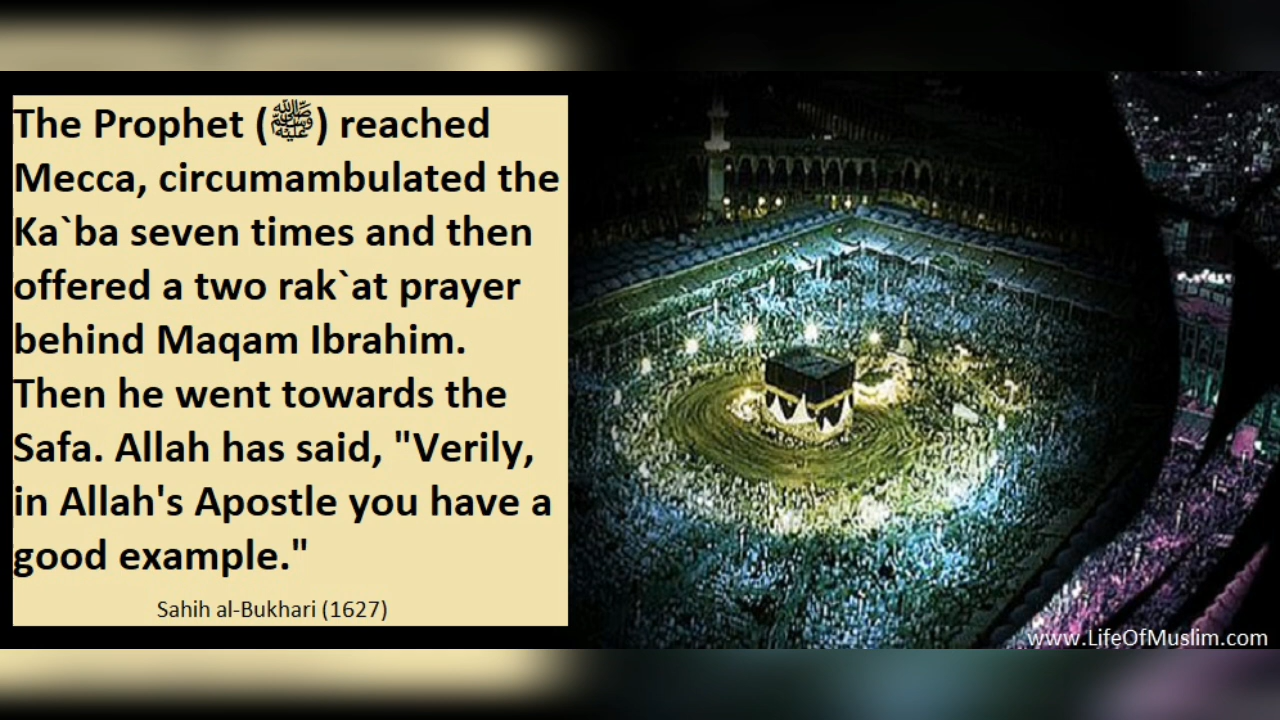 The Prophet (ﷺ) reached
Mecca, circumambulated the
Ka`ba seven times and then
offered a two rak`at prayer
behind Maqam Ibrahim.
Then he went towards the
Safa. Allah has said, "Verily,
in Allah's Apostle you have a
good example."
Sahih al-Bukhari (1627)
www.LifeOfMuslim.com